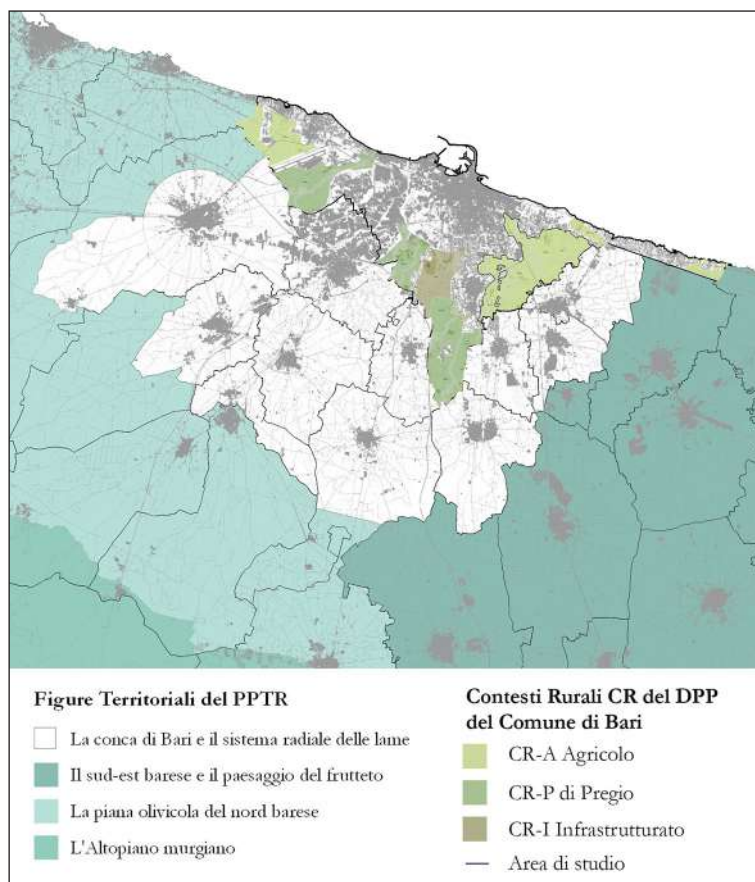 Figure Territoriali del PPTR
La conca di Bari e il sistema radiale delle lame
Il sud-est barese e il paesaggio del frutteto
La piana olivicola del nord barese
L'Altopiano murgiano
Contesti Rurali CR del DPP
del Comune di Bari
CR-A Agricolo
CR-P di Pregio
CR-I Infrastrutturato
Area di studio